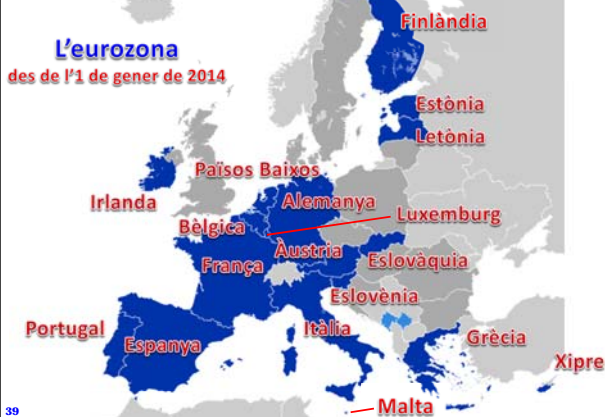 Finlàndia
L'eurozona
des de l'1 de gener de 2014
Estònia
Letònia
Països Baixos
Irlanda
Alemanya
Luxemburg
Bèlgica
Àustria
França
Eslovàquia
Eslovènia
Portugal
Espanya
Itàlia
Grècia
Xipre
Malta
39